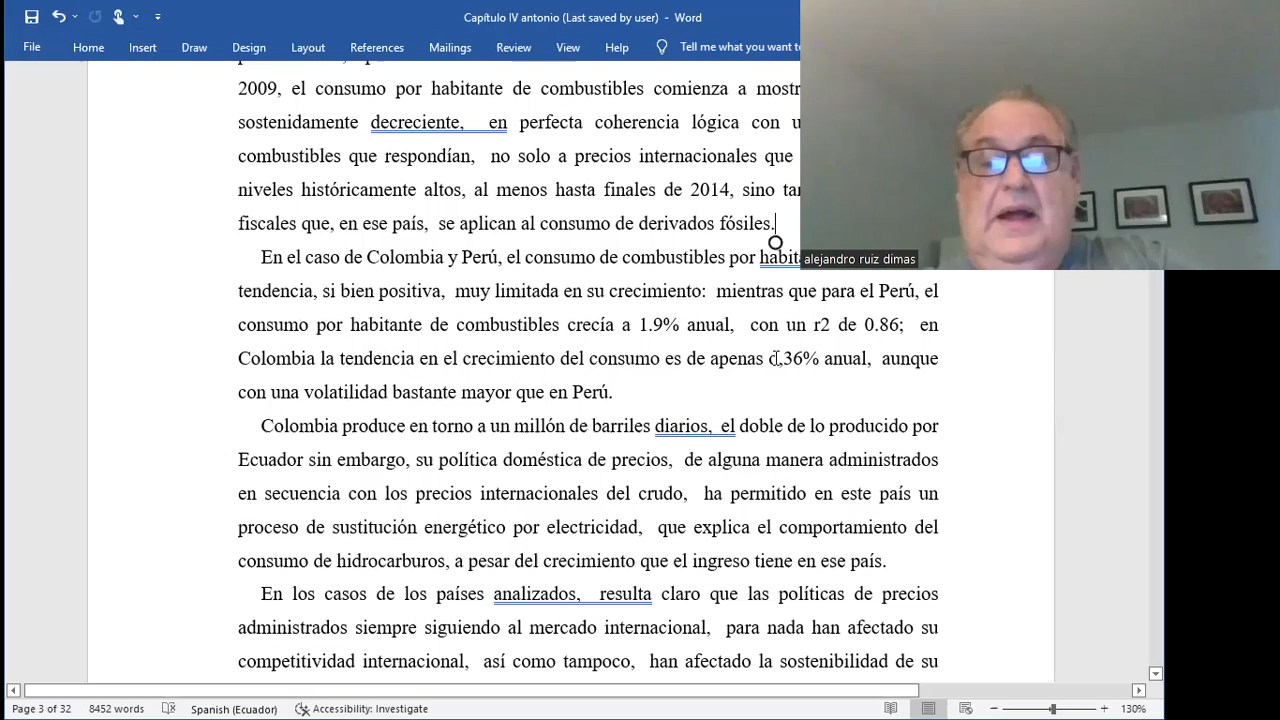 Capítulo IV antonio (Last saved by user) - Word
File Home Insert Draw Design Layout References Mailings Review View Help Tell me what you want to
2009, el consumo por habitante de combustibles comienza a mostr
sostenidamente decreciente, en perfecta coherencia lógica con u
combustibles que respondían, no solo a precios internacionales que
niveles históricamente altos, al menos hasta finales de 2014, sino
fiscales que, en ese país, se aplican al consumo de derivados fósiles.
alejandro ruiz dimas
En el caso de Colombia y Perú, el consumo de combustibles por
tendencia, si bien positiva, muy limitada en su crecimiento: mientras que para el Perú, el
consumo por habitante de combustibles crecía a 1.9% anual, con un r2 de 0.86; en
Colombia la tendencia en el crecimiento del consumo es de apenas 0,36% anual, aunque
con una volatilidad bastante mayor que en Perú.
Colombia produce en torno a un millón de barriles diarios, el doble de lo producido por
Ecuador sin embargo, su política doméstica de precios, de alguna manera administrados
en secuencia con los precios internacionales del crudo, ha permitido en este país un
proceso de sustitución energético por electricidad, que explica el comportamiento del
consumo de hidrocarburos, a pesar del crecimiento que el ingreso tiene en ese país.
En los casos de los países analizados, resulta claro que las políticas de precios
administrados siempre siguiendo al mercado internacional, para nada han afectado su
competitividad internacional, así como tampoco, han afectado la sostenibilidad de su
Page 3 of 32 8452 words Spanish (Ecuador) Accessibility: Investigate 130%